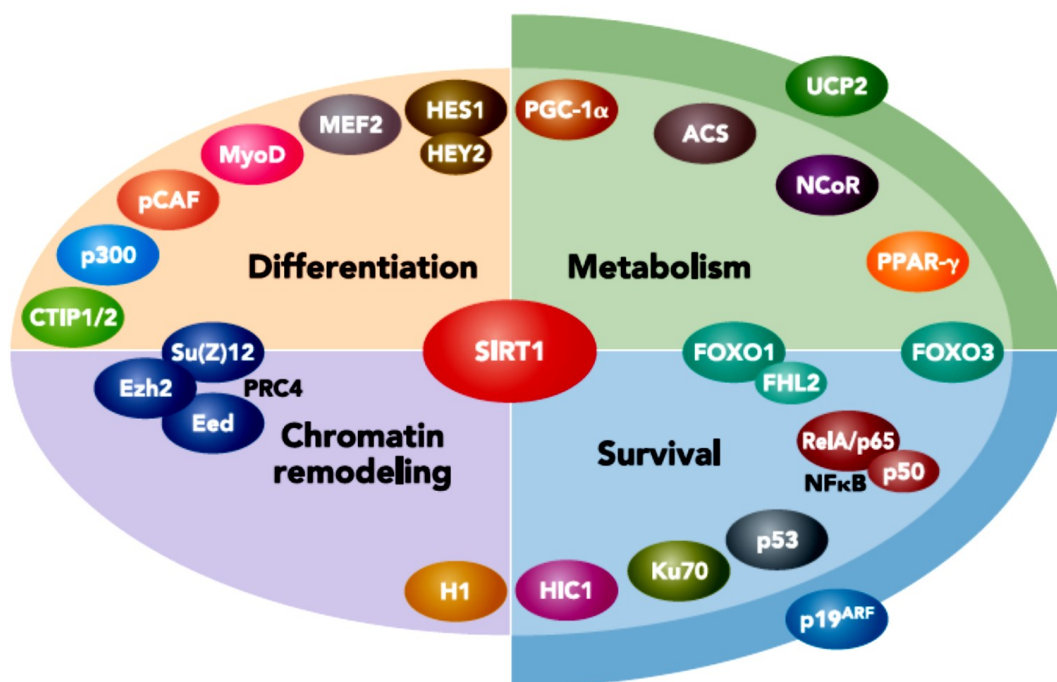 UCP2
HES1
PGC-1α
MEF2
ACS
HEY2
MyoD
NCoR
pCAF
p300
PPAR-γ
Differentiation
Metabolism
CTIP1/2
Su(Z)12
SIRT1
FOXO1
FOXO3
Ezh2
PRC4
FHL2
Eed
Chromatin
remodeling
Survival
RelA/p65
p50
NFκB
p53
Ku70
H1
HIC1
p19ARF